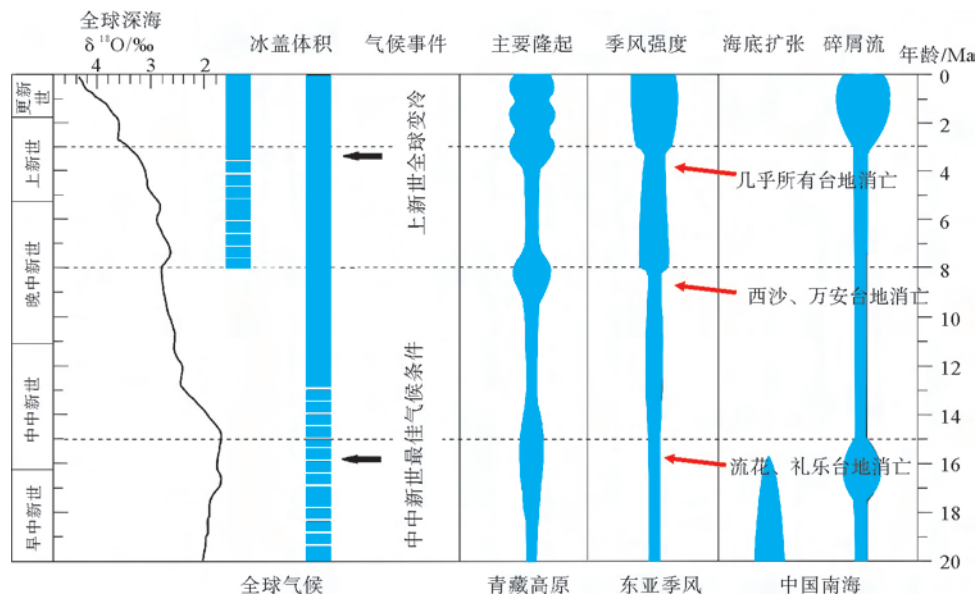 全球深海
δ ¹⁸O/‰
冰盖体积
气候事件
主要隆起
季风强度
海底扩张
碎屑流
年龄/Ma
4 3 2
更新世
上新世
晚中新世
中中新世
早中新世
上新世全球变冷
中中新世最佳气候条件
几乎所有台地消亡
西沙、万安台地消亡
流花、礼乐台地消亡
0
2
4
6
8
10
12
14
16
18
20
全球气候
青藏高原
东亚季风
中国南海